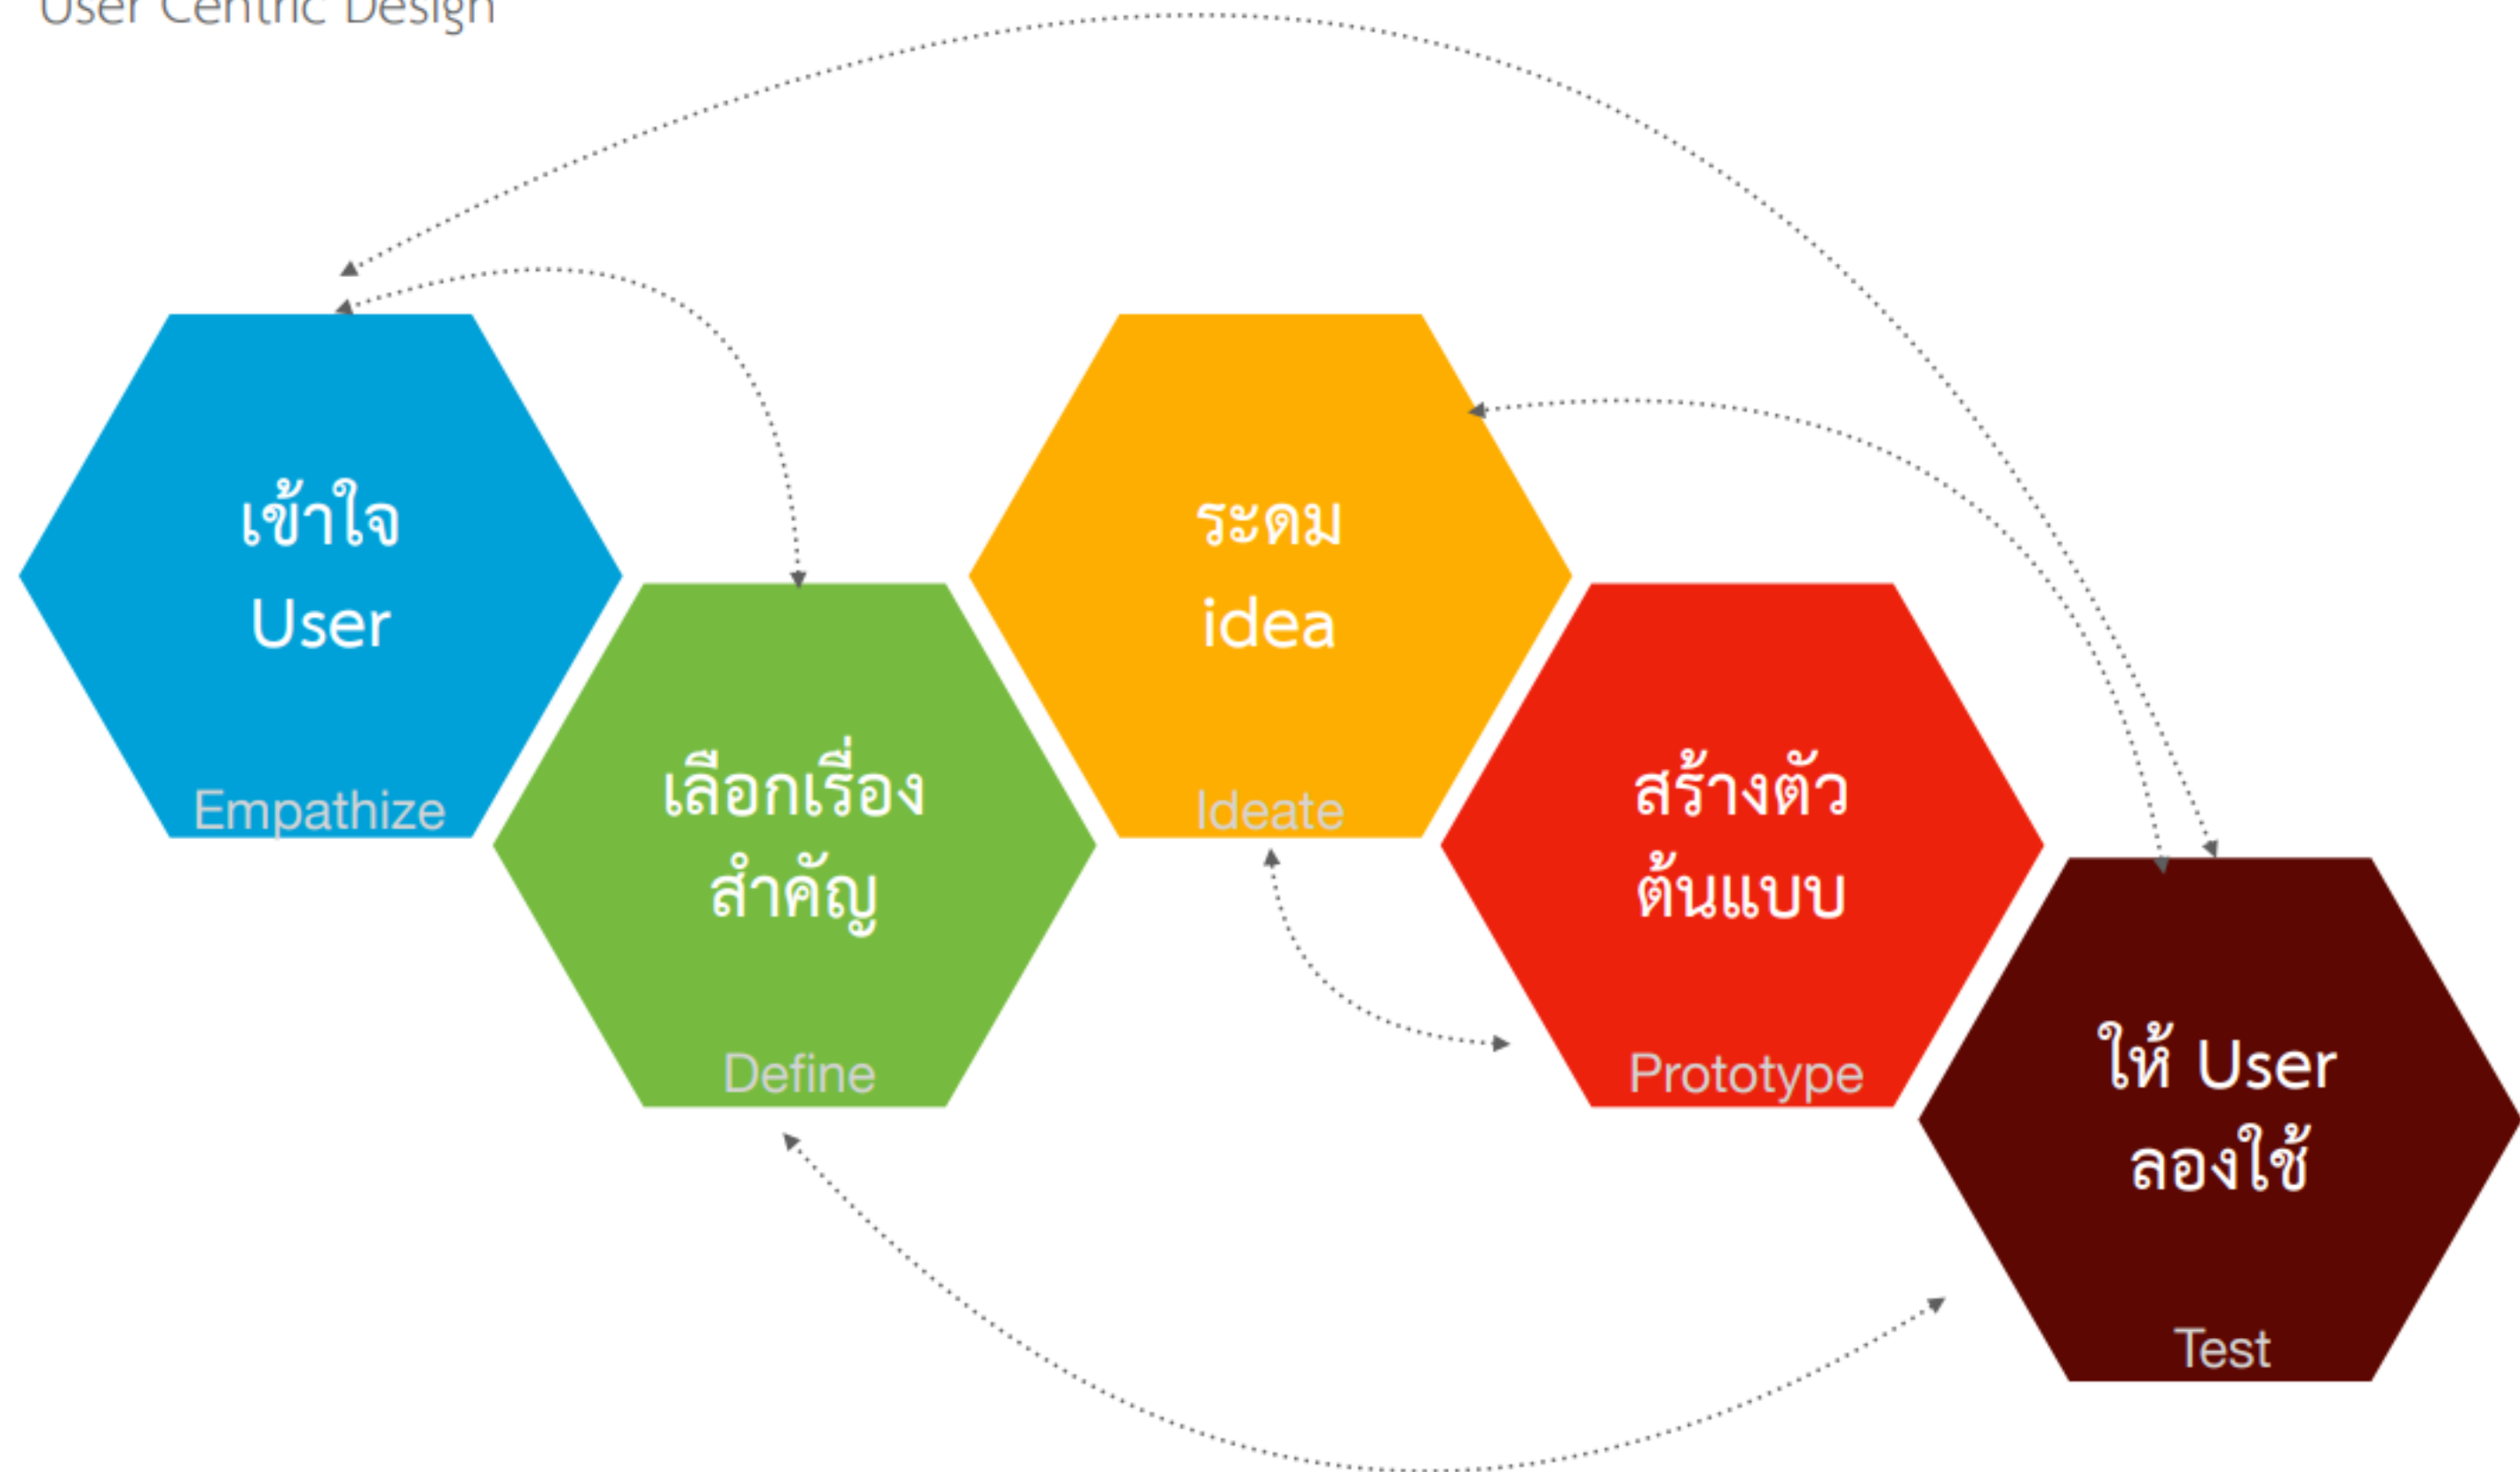 User Centric Design
เข้าใจ
User
Empathize
เลือกเรื่อง
สำคัญ
Define
ระดม
idea
Ideate
สร้างตัว
ต้นแบบ
Prototype
ให้ User
ลองใช้
Test